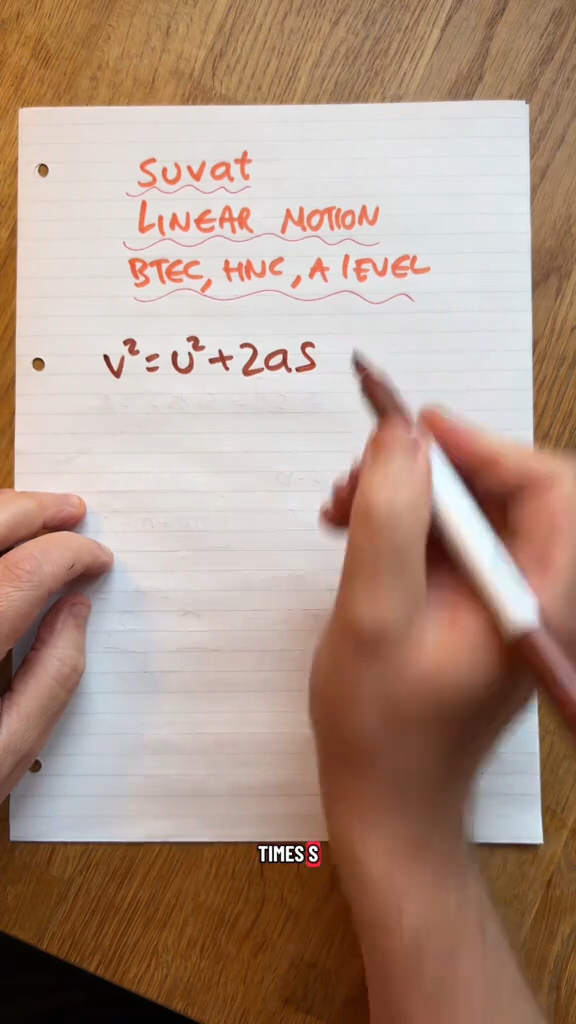 SUVAT
LINEAR MOTION
BTEC, HNC, A LEVEL
v² = u² + 2as
TIMES S